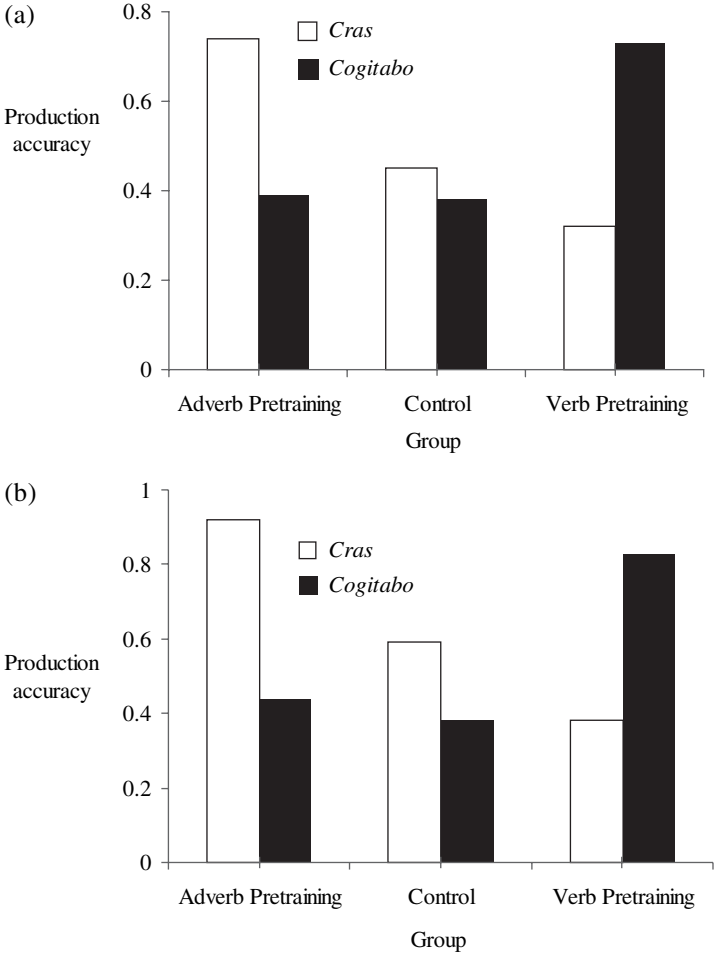 (a)
0.8
Cras
Cogitabo
0.6
Production
accuracy
0.4
0.2
0
Adverb Pretraining Control Verb Pretraining
Group
(b)
1
Cras
0.8
Cogitabo
0.6
Production
accuracy
0.4
0.2
0
Adverb Pretraining Control Verb Pretraining
Group